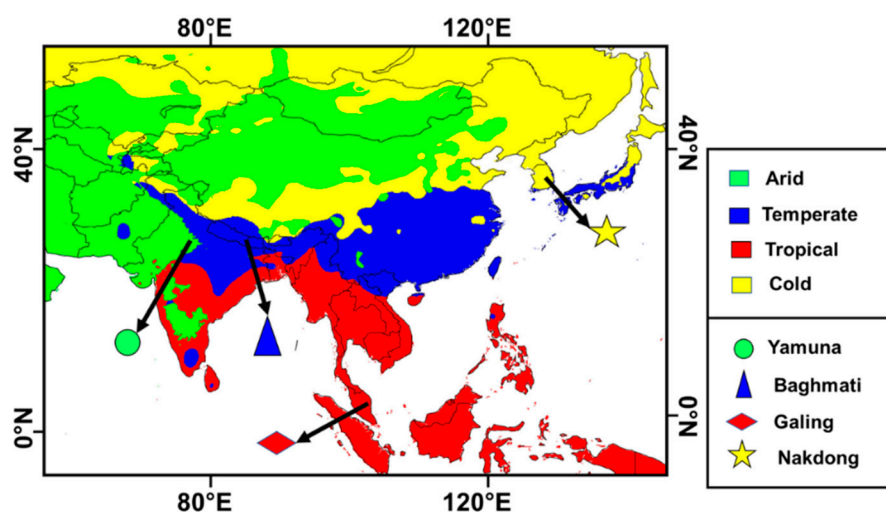 80°E
120°E
40°N
40°N
0°N
0°N
80°E
120°E
Arid
Temperate
Tropical
Cold
Yamuna
Baghmati
Galing
Nakdong